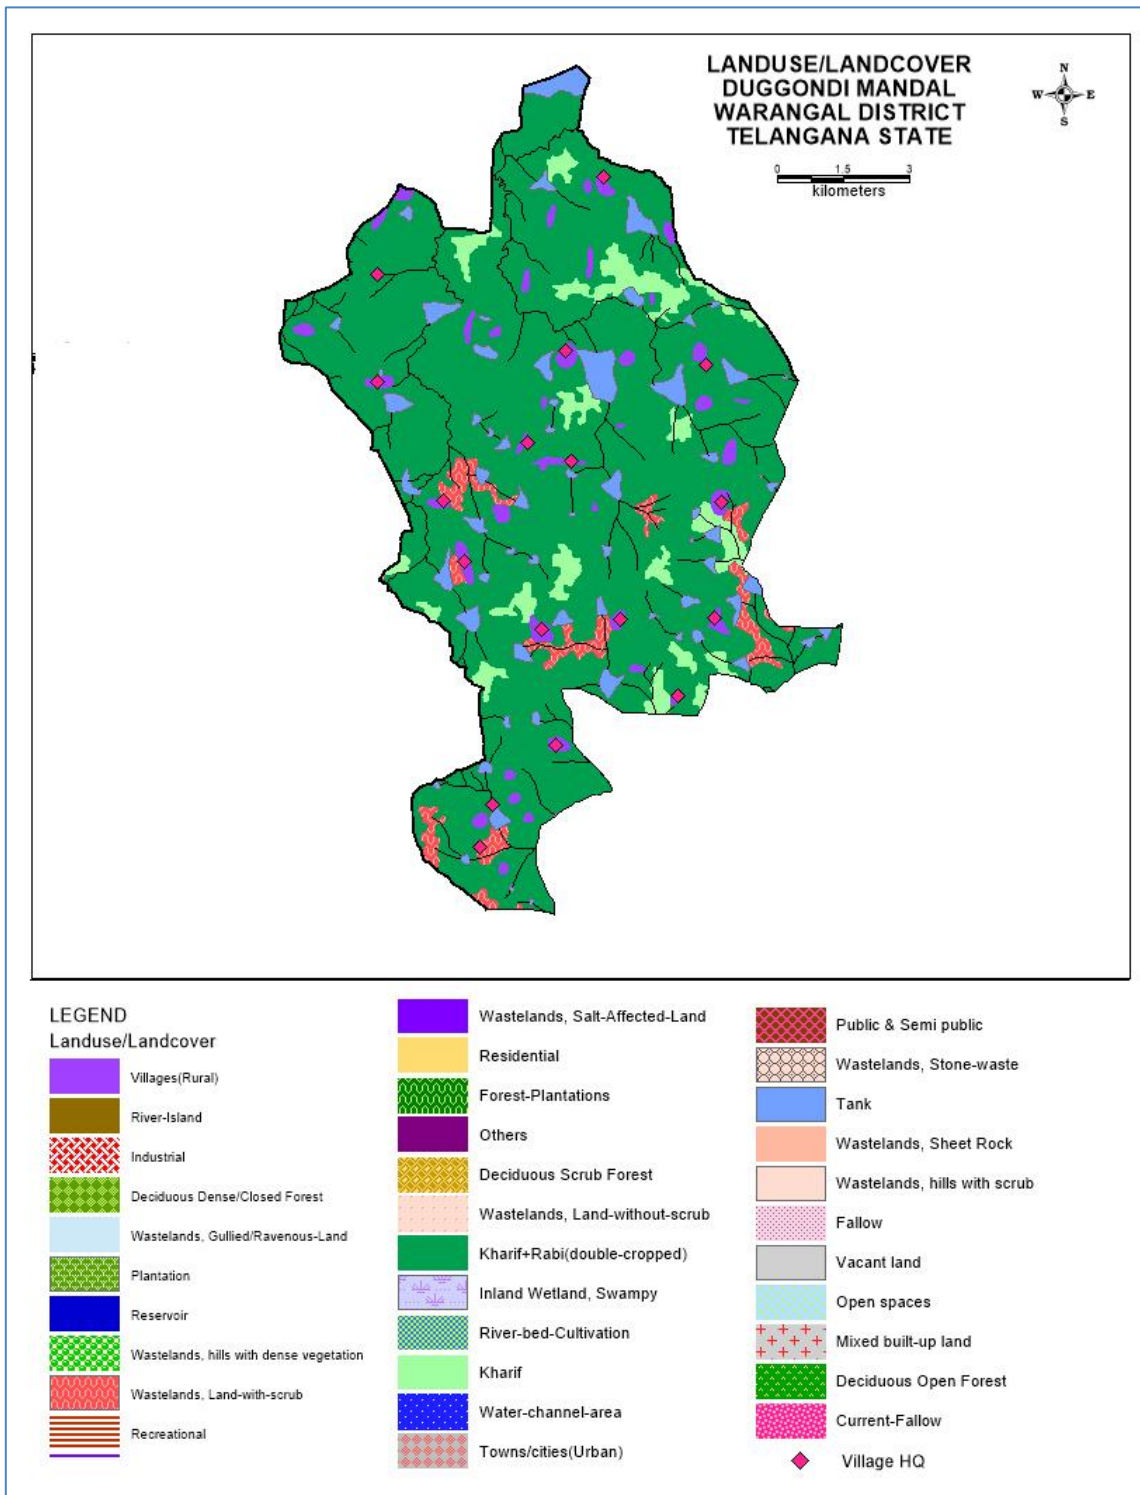 LANDUSE/LANDCOVER
DUGGONDI MANDAL
WARANGAL DISTRICT
TELANGANA STATE
N
W E
S
0 1.5 3
kilometers
LEGEND
Landuse/Landcover
Villages(Rural)
River-Island
Industrial
Deciduous Dense/Closed Forest
Wastelands, Gullied/Ravenous-Land
Plantation
Reservoir
Wastelands, hills with dense vegetation
Wastelands, Land-with-scrub
Recreational
Wastelands, Salt-Affected-Land
Residential
Forest-Plantations
Others
Deciduous Scrub Forest
Wastelands, Land-without-scrub
Kharif+Rabi(double-cropped)
Inland Wetland, Swampy
River-bed-Cultivation
Kharif
Water-channel-area
Towns/cities(Urban)
Public & Semi public
Wastelands, Stone-waste
Tank
Wastelands, Sheet Rock
Wastelands, hills with scrub
Fallow
Vacant land
Open spaces
Mixed built-up land
Deciduous Open Forest
Current-Fallow
Village HQ